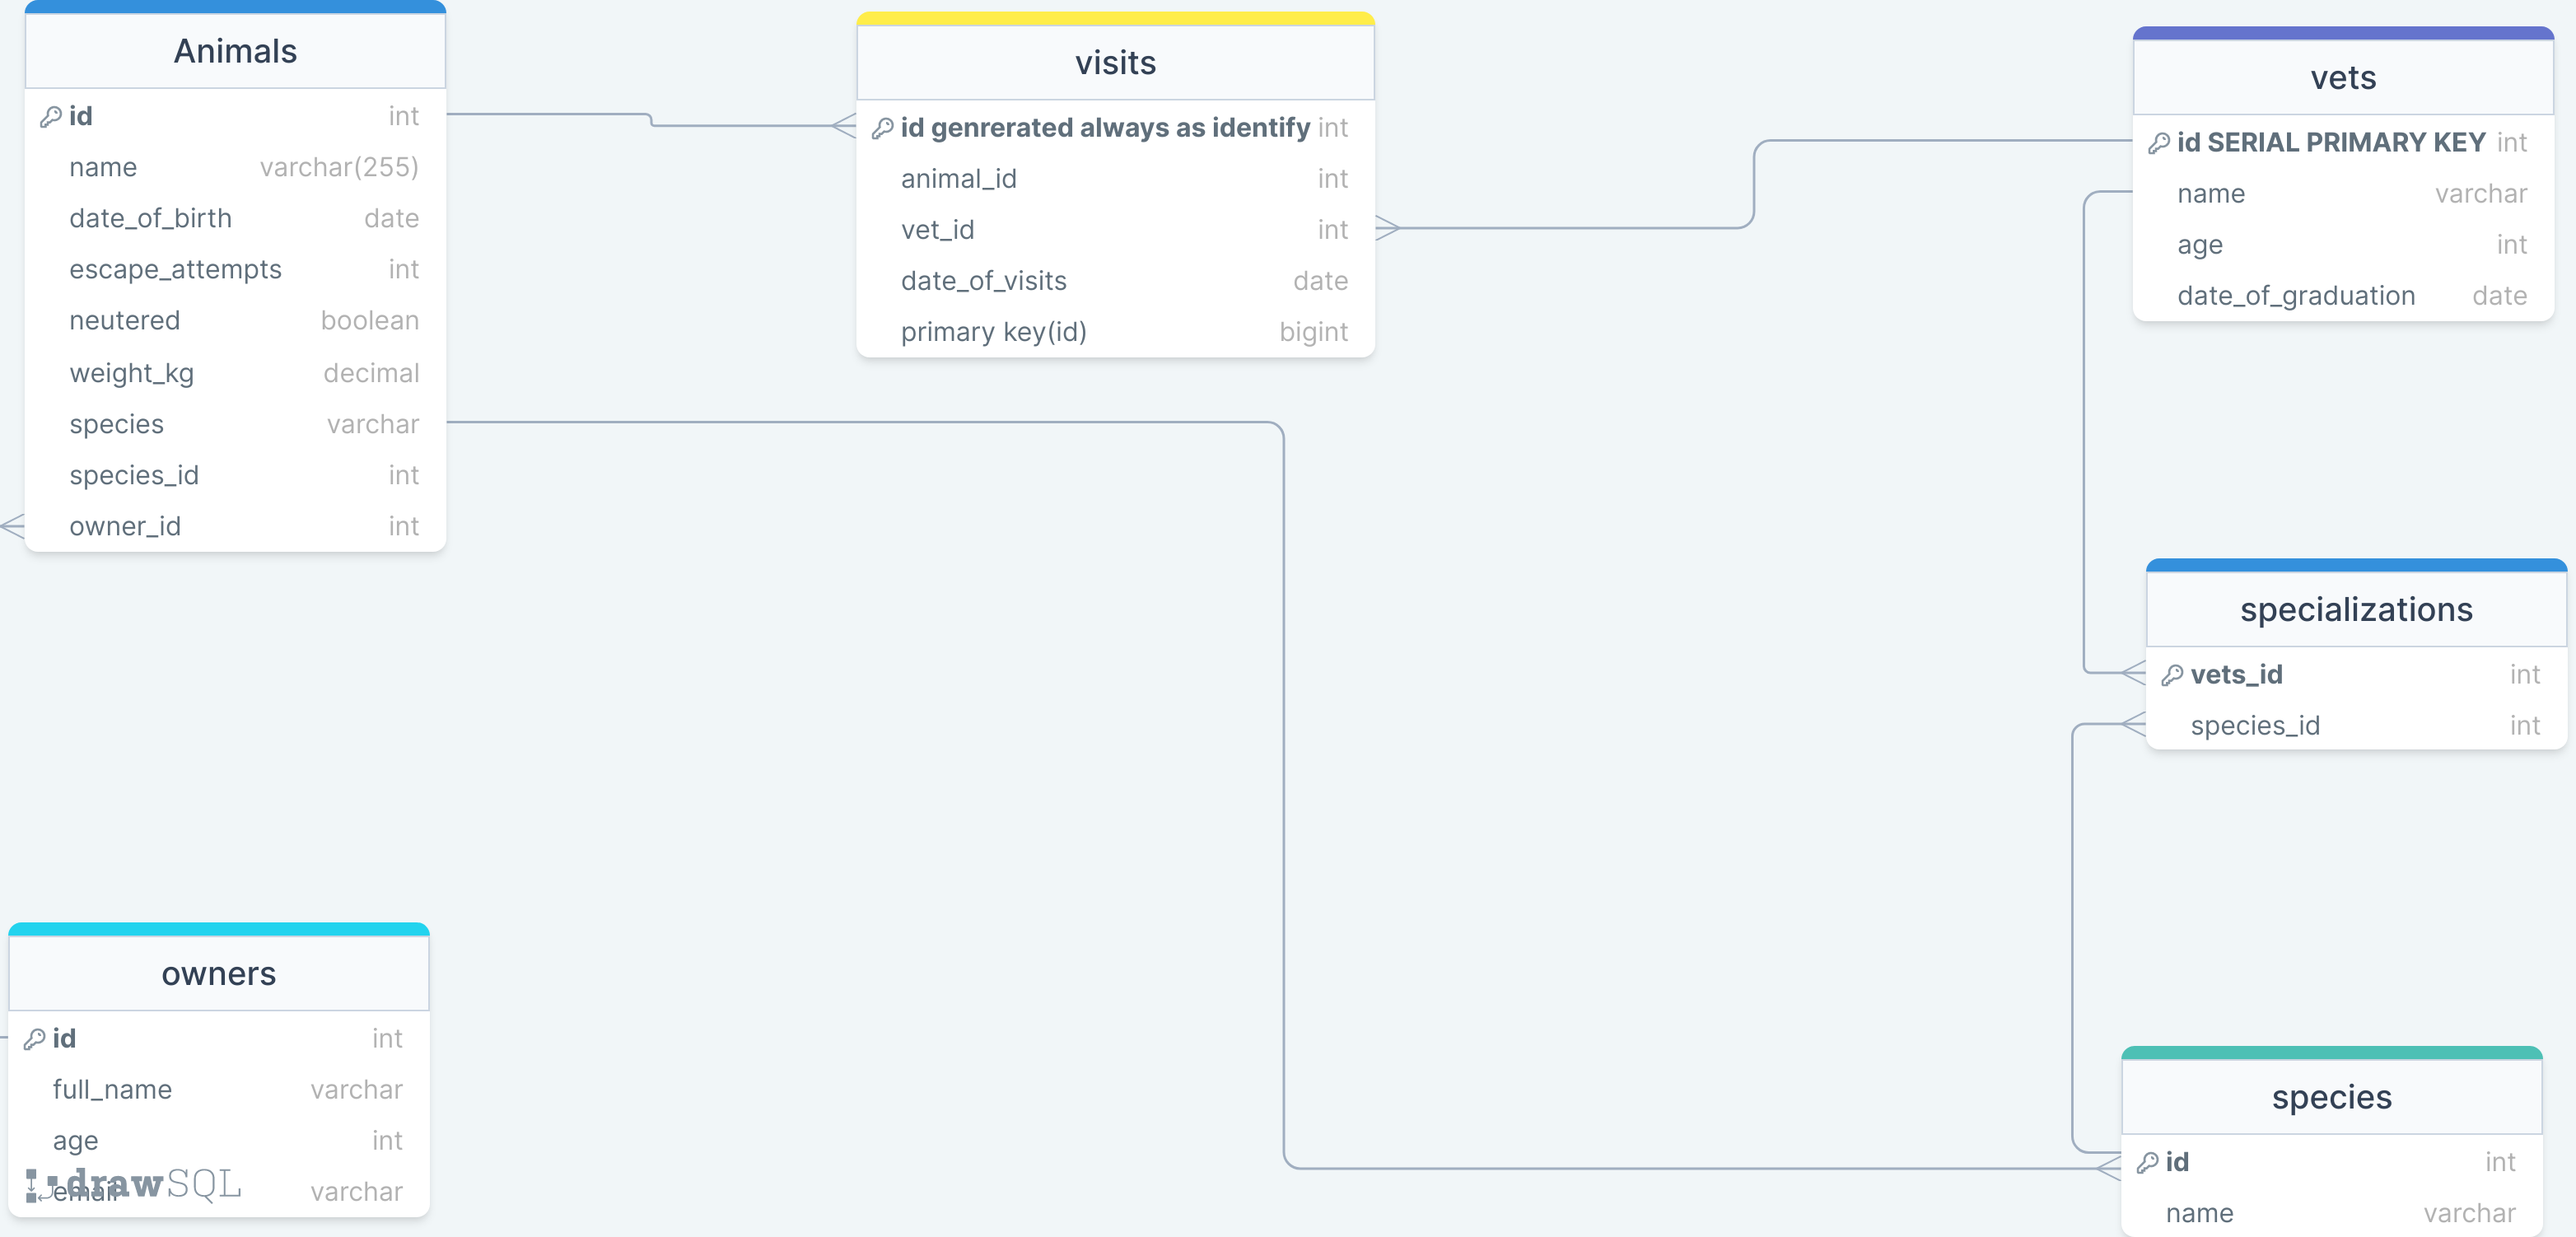 Animals
id int
name varchar(255)
date_of_birth date
escape_attempts int
neutered boolean
weight_kg decimal
species varchar
species_id int
owner_id int
visits
id genrerated always as identify int
animal_id int
vet_id int
date_of_visits date
primary key(id) bigint
vets
id SERIAL PRIMARY KEY int
name varchar
age int
date_of_graduation date
specializations
vets_id int
species_id int
owners
id int
full_name varchar
age int
email varchar
drawSQL
species
id int
name varchar